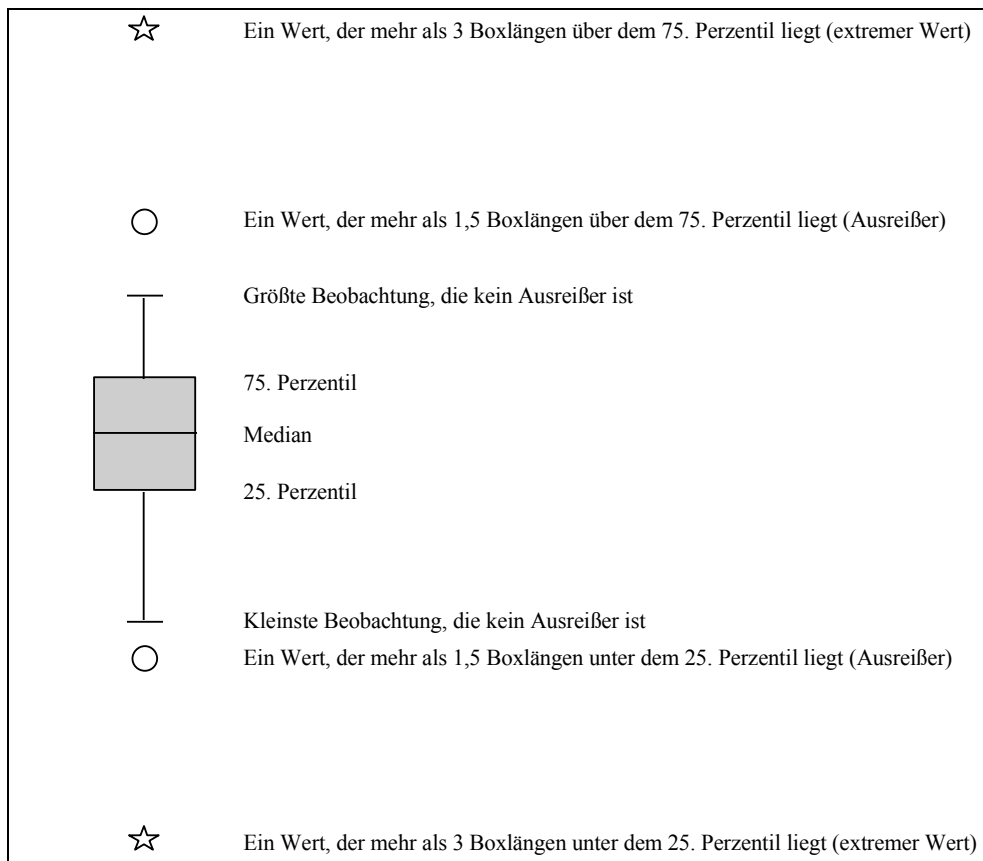 Ein Wert, der mehr als 3 Boxlängen über dem 75. Perzentil liegt (extremer Wert)
Ein Wert, der mehr als 1,5 Boxlängen über dem 75. Perzentil liegt (Ausreißer)
Größte Beobachtung, die kein Ausreißer ist
75. Perzentil
Median
25. Perzentil
Kleinste Beobachtung, die kein Ausreißer ist
Ein Wert, der mehr als 1,5 Boxlängen unter dem 25. Perzentil liegt (Ausreißer)
Ein Wert, der mehr als 3 Boxlängen unter dem 25. Perzentil liegt (extremer Wert)